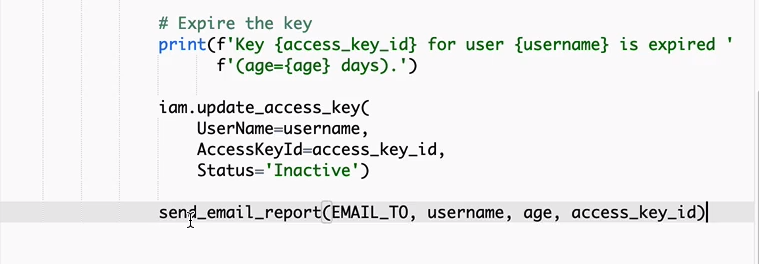 # Expire the key
print(f'Key {access_key_id} for user {username} is expired '
f'(age={age} days).')
iam.update_access_key(
UserName=username,
AccessKeyId=access_key_id,
Status='Inactive')
send_email_report(EMAIL_TO, username, age, access_key_id)